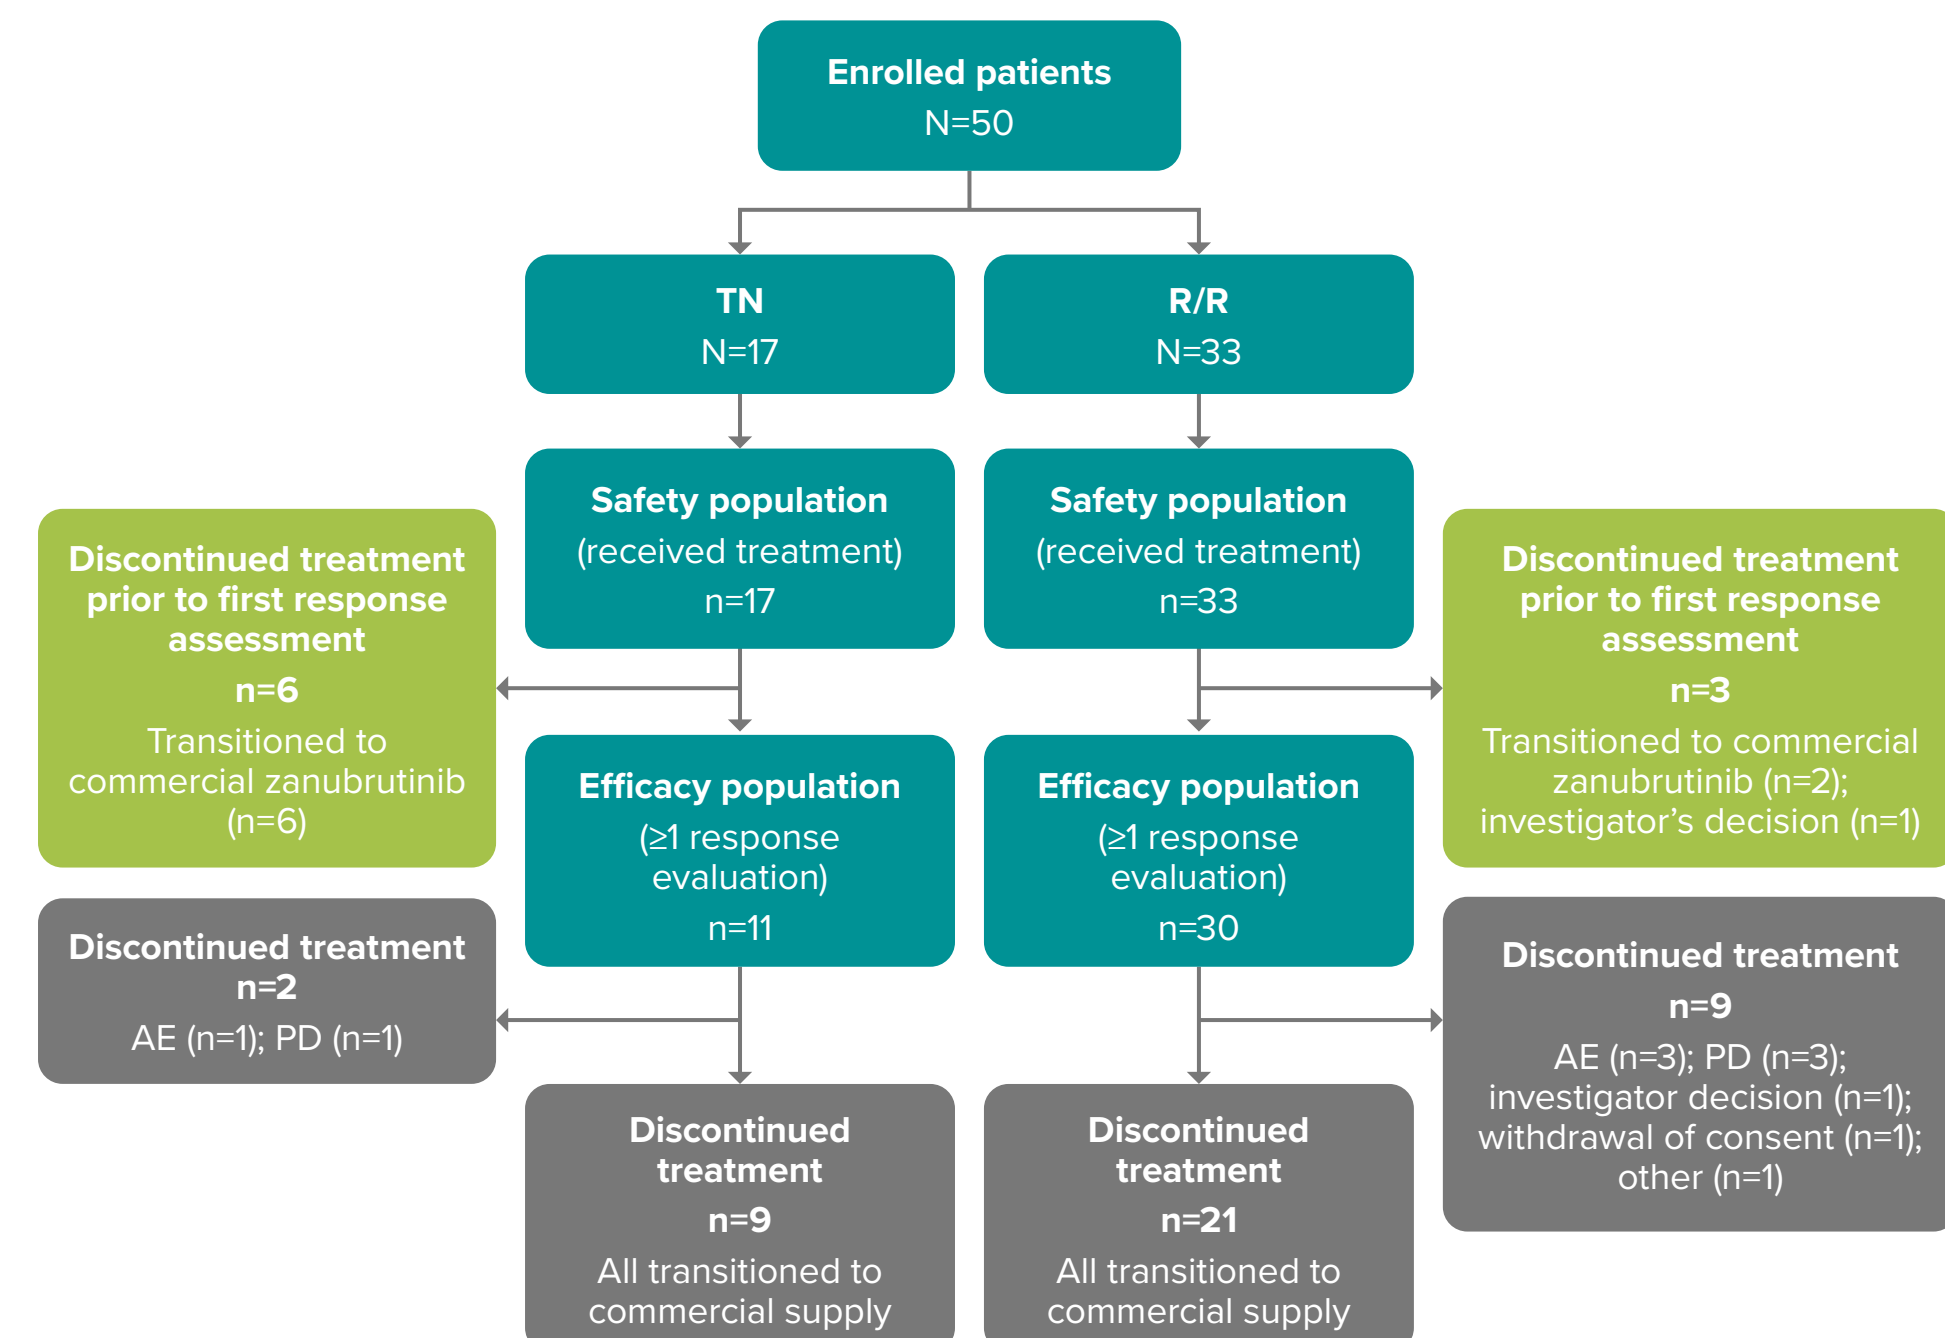 Enrolled patients
N=50
TN
N=17
R/R
N=33
Safety population
(received treatment)
n=17
Safety population
(received treatment)
n=33
Discontinued treatment
prior to first response
assessment
n=6
Transitioned to
commercial zanubrutinib
(n=6)
Discontinued treatment
prior to first response
assessment
n=3
Transitioned to commercial
zanubrutinib (n=2);
investigator’s decision (n=1)
Efficacy population
(≥1 response
evaluation)
n=11
Efficacy population
(≥1 response
evaluation)
n=30
Discontinued treatment
n=2
AE (n=1); PD (n=1)
Discontinued treatment
n=9
AE (n=3); PD (n=3);
investigator decision (n=1);
withdrawal of consent (n=1);
other (n=1)
Discontinued
treatment
n=9
All transitioned to
commercial supply
Discontinued
treatment
n=21
All transitioned to
commercial supply